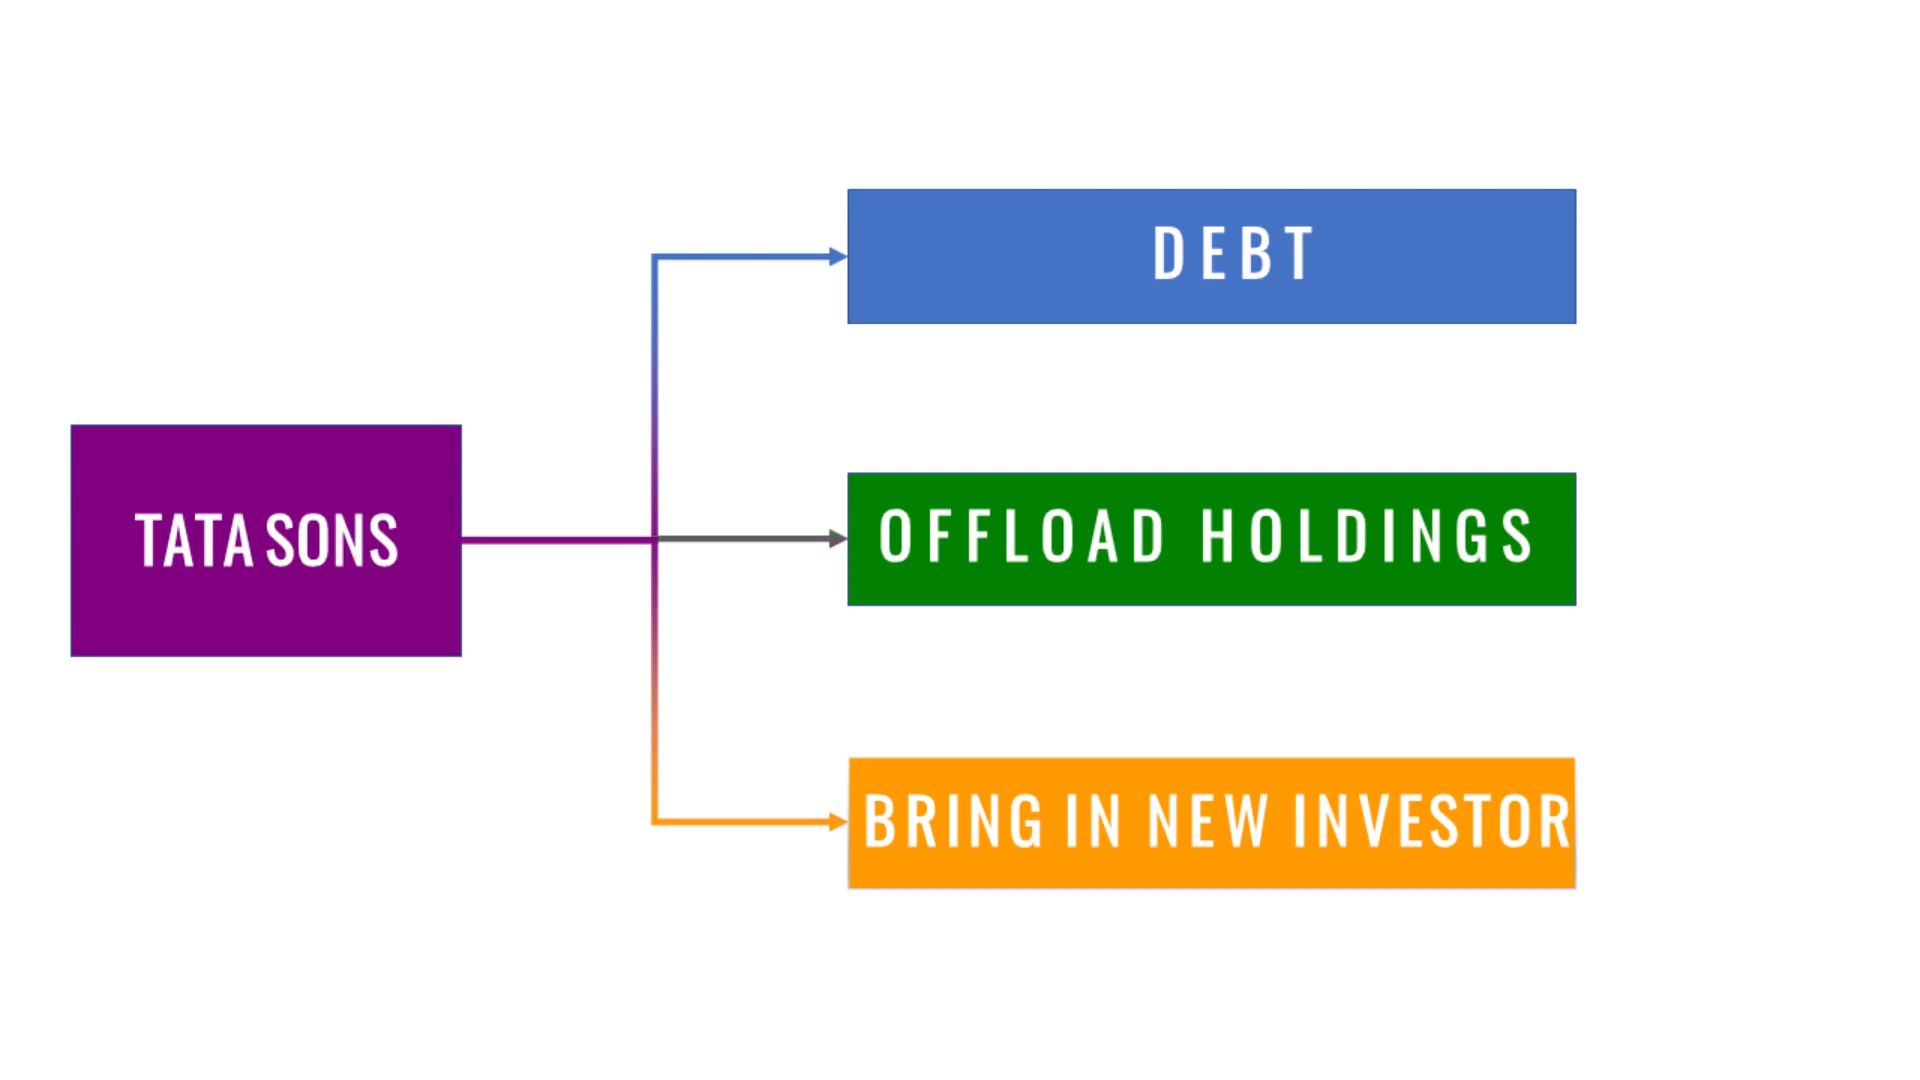 DEBT
TATA SONS
OFFLOAD HOLDINGS
BRING IN NEW INVESTOR